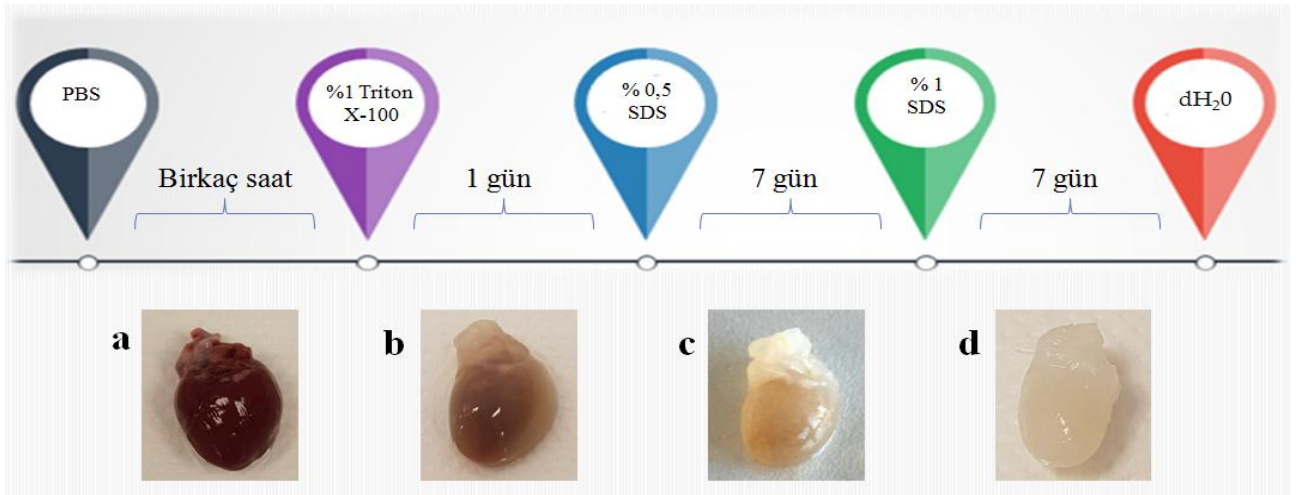 PBS
%1 Triton
X-100
% 0,5
SDS
% 1
SDS
dH₂0
Birkaç saat
1 gün
7 gün
7 gün
a
b
c
d